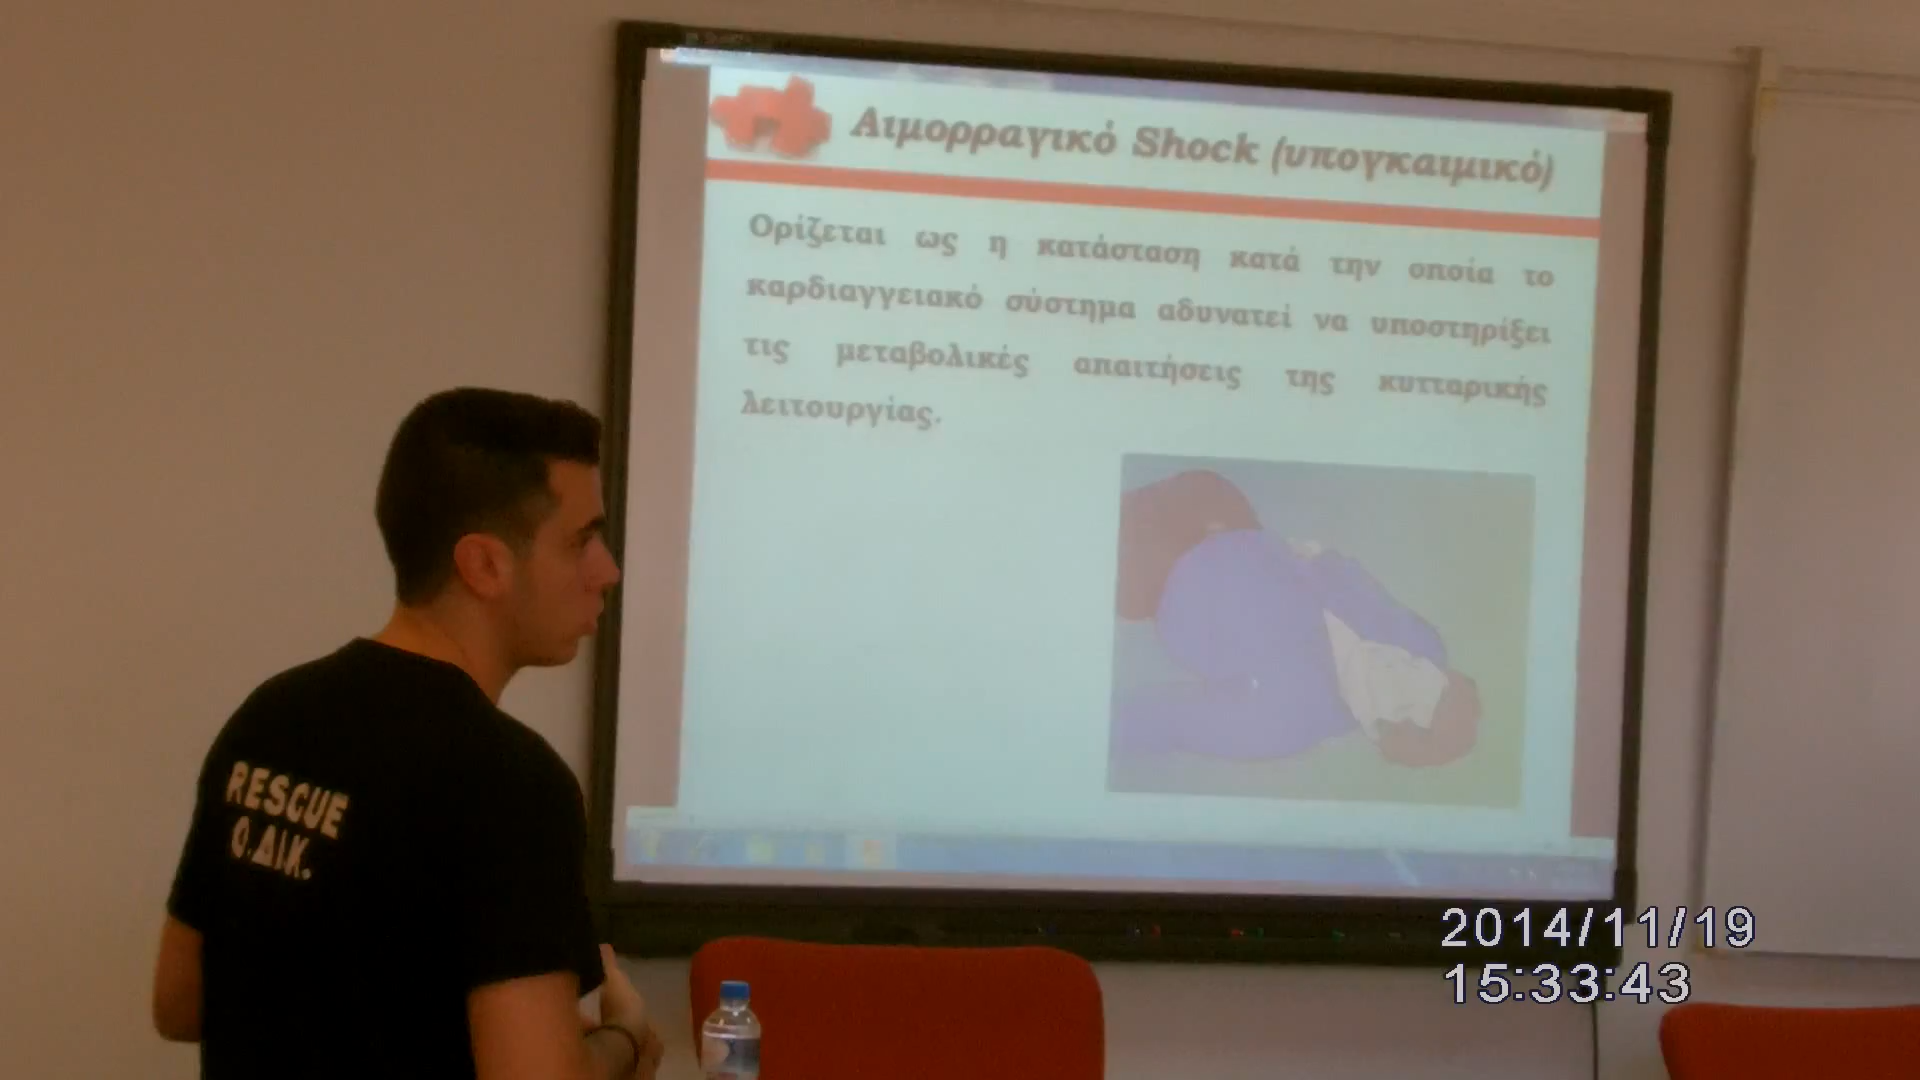 Αιμορραγικό Shock (υπογκαιμικό)
Ορίζεται ως η κατάσταση κατά την οποία το
καρδιαγγειακό σύστημα αδυνατεί να υποστηρίξει
τις μεταβολικές απαιτήσεις της κυτταρικής
λειτουργίας.
RESCUE
Ο.ΔΙ.Κ.
2014/11/19
15:33:43